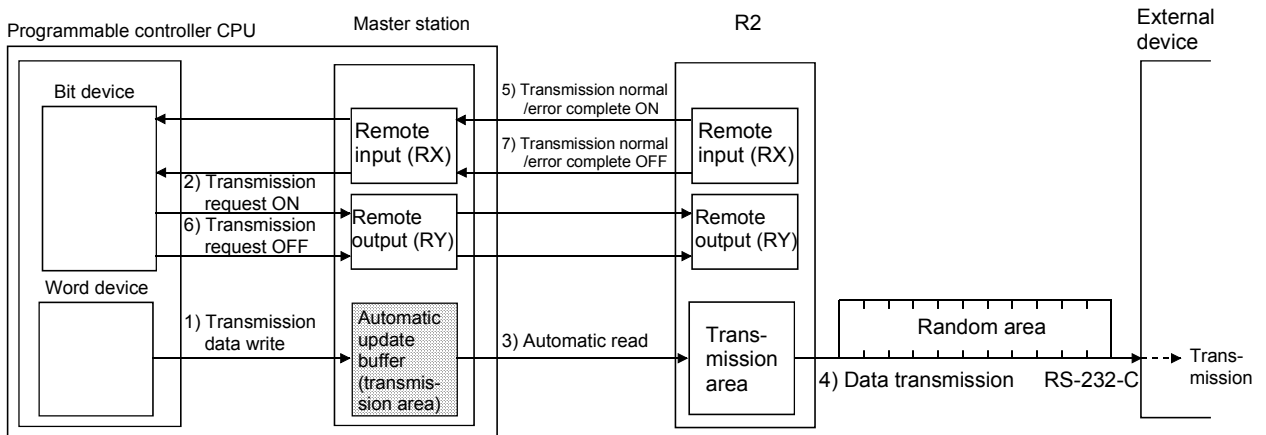 Programmable controller CPU
Master station
R2
External
device
Bit device
Remote
input (RX)
5) Transmission normal
/error complete ON
7) Transmission normal
/error complete OFF
Remote
input (RX)
2) Transmission
request ON
6) Transmission
request OFF
Remote
output (RY)
Remote
output (RY)
Word device
1) Transmission
data write
Automatic
update
buffer
(transmis-
sion area)
3) Automatic read
Trans-
mission
area
Random area
4) Data transmission
RS-232-C
Trans-
mission